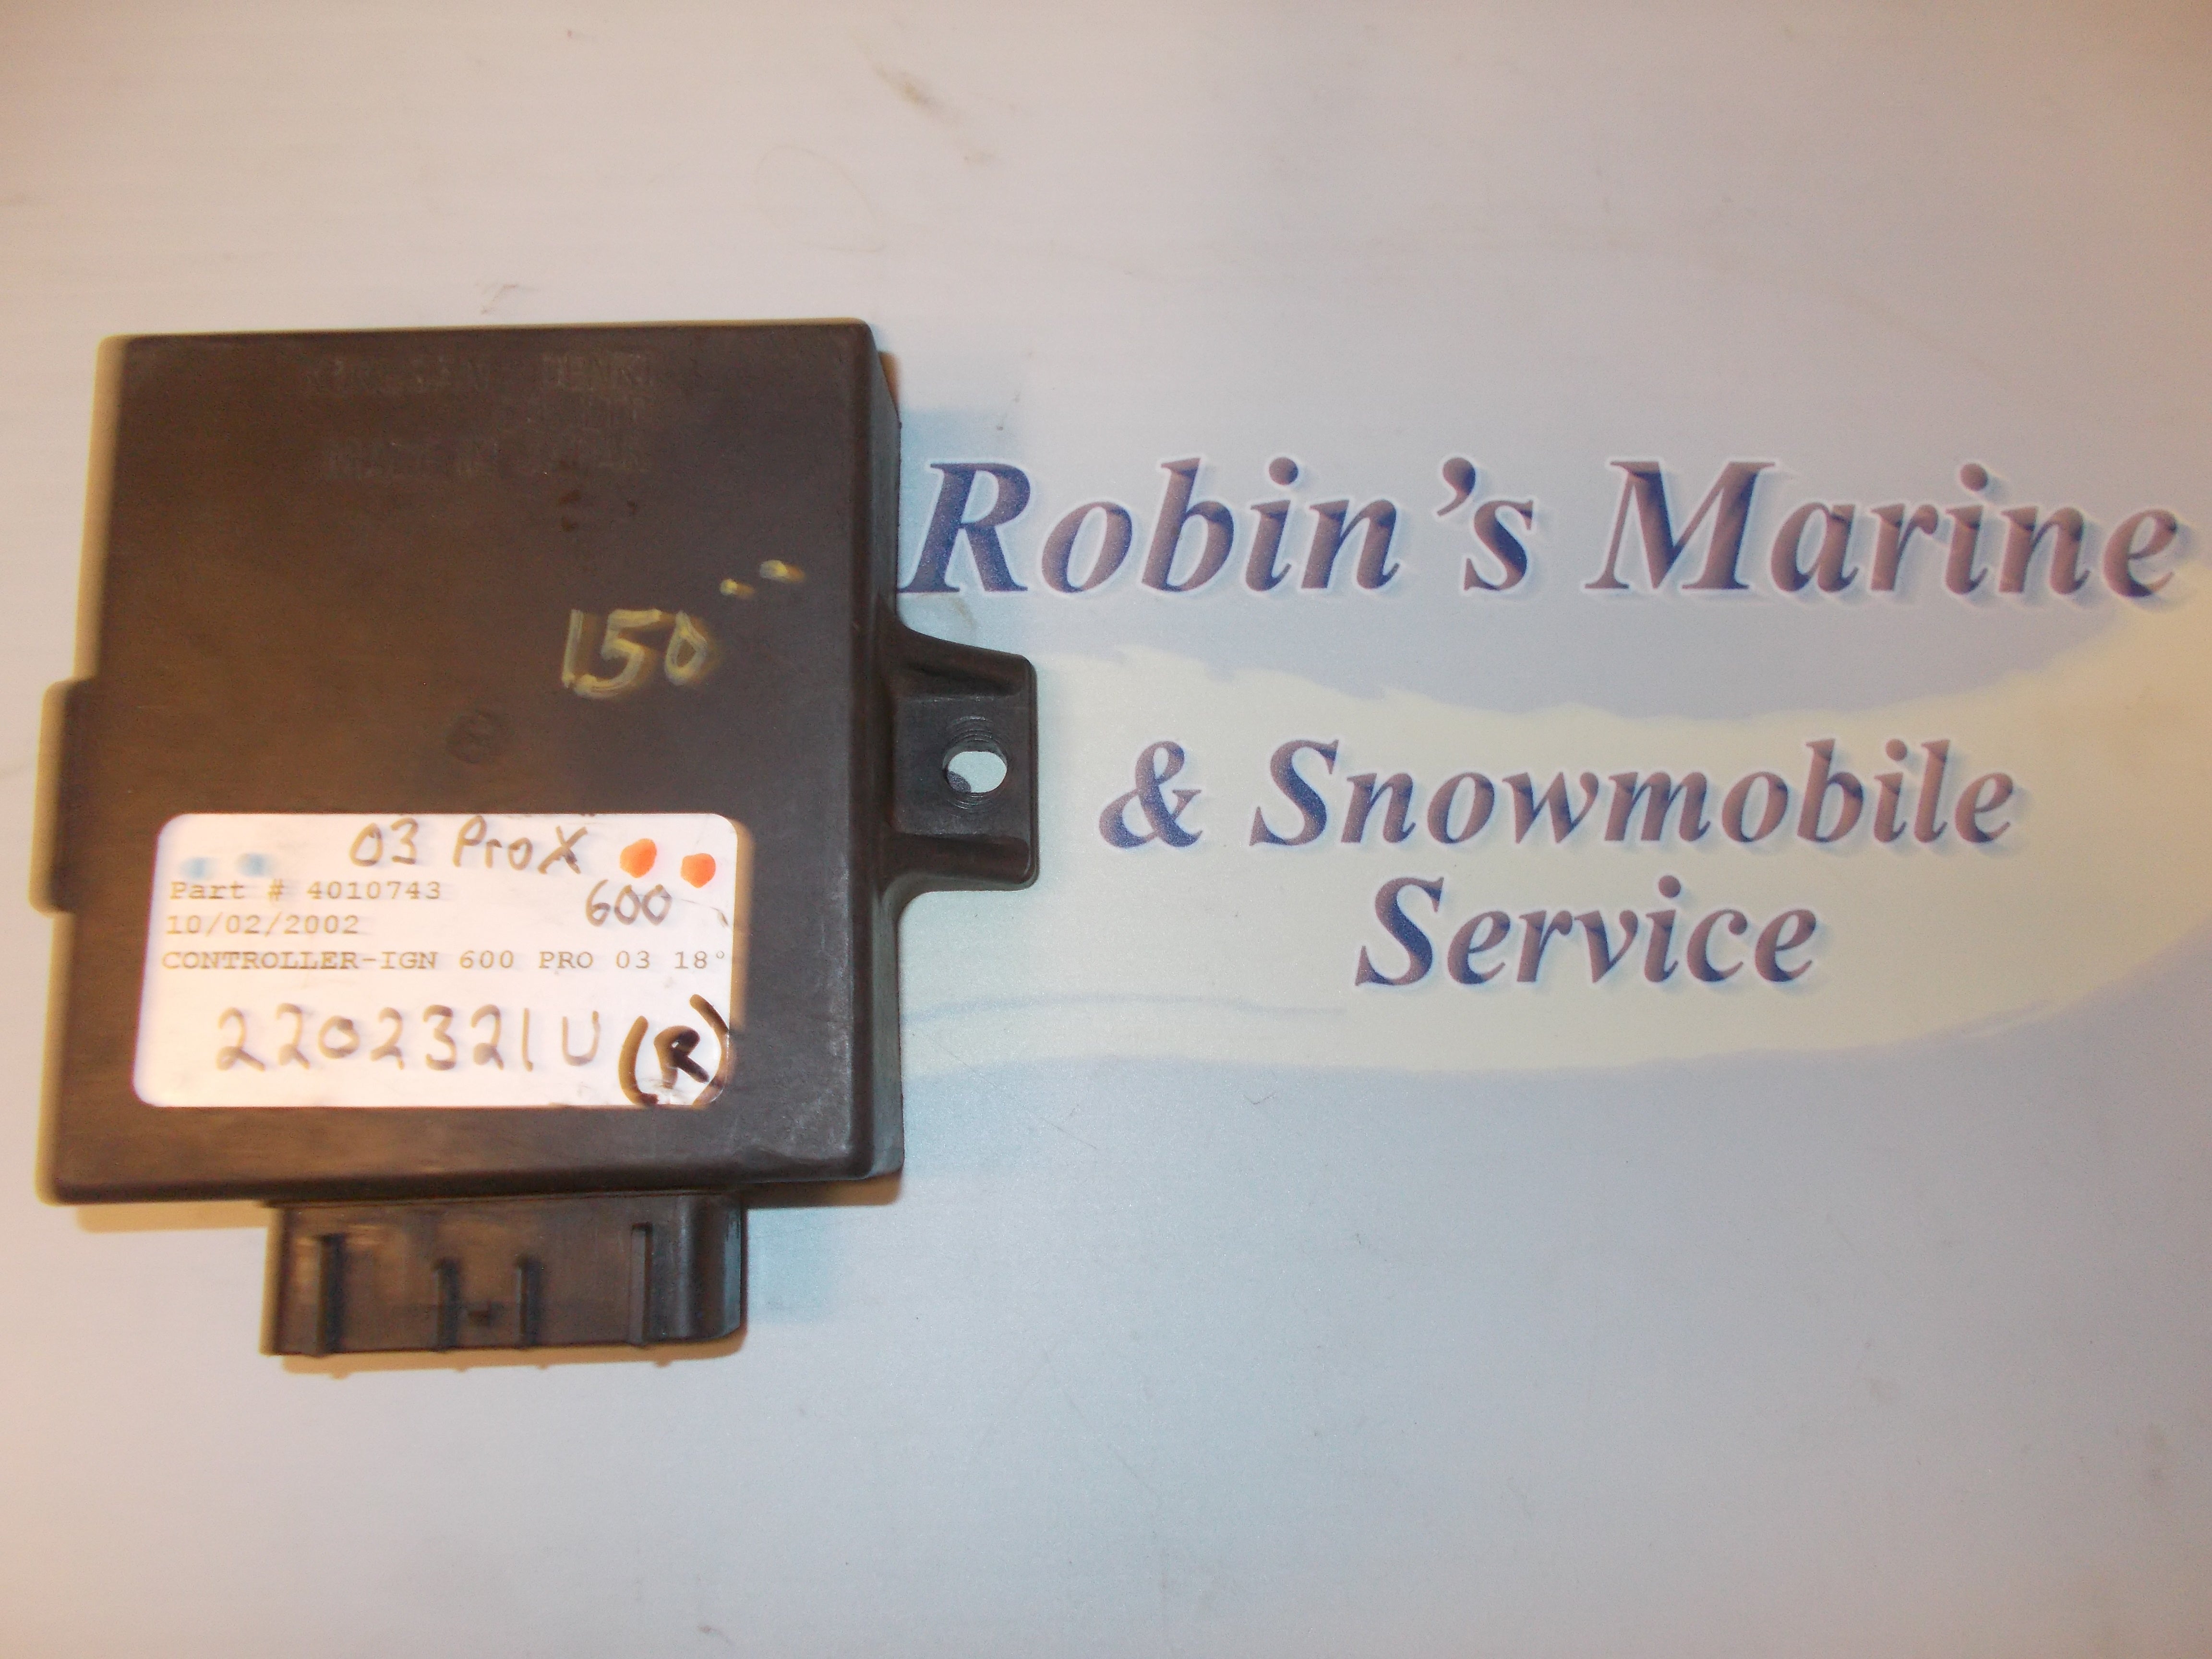 150"
03 ProX
600
Part # 4010743
10/02/2002
CONTROLLER-IGN 600 PRO 03 18°
2202321U (R)
Robin's Marine
& Snowmobile
Service